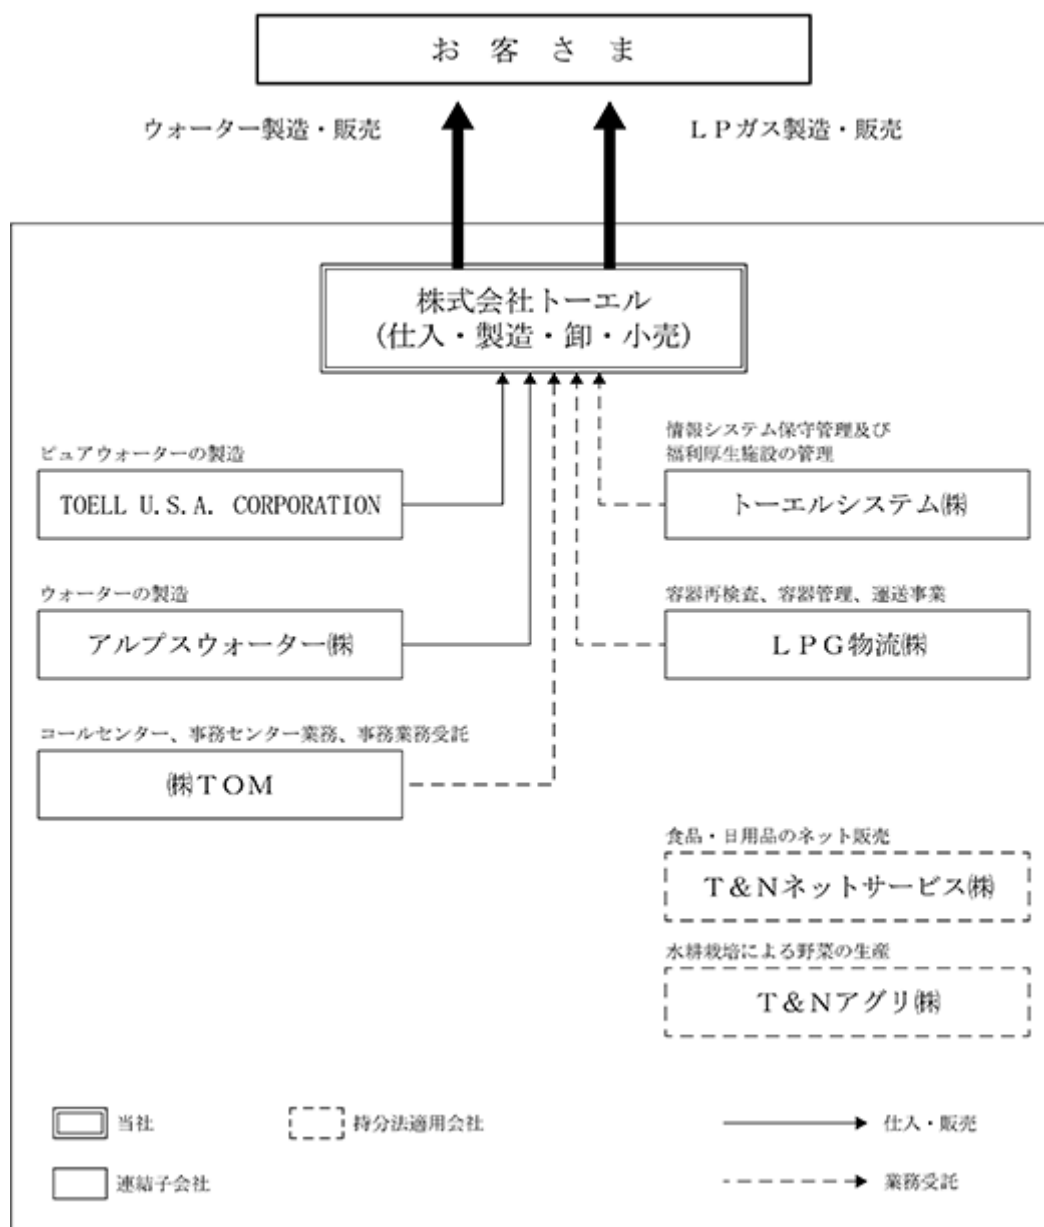 お客さま
ウォーター製造・販売
ＬＰガス製造・販売
株式会社トーエル
(仕入・製造・卸・小売)
ピュアウォーターの製造
TOELL U.S.A. CORPORATION
情報システム保守管理及び
福利厚生施設の管理
トーエルシステム㈱
ウォーターの製造
アルプスウォーター㈱
容器再検査、容器管理、運送事業
ＬＰＧ物流㈱
コールセンター、事務センター業務、事務業務受託
㈱ＴＯＭ
食品・日用品のネット販売
Ｔ＆Ｎネットサービス㈱
水耕栽培による野菜の生産
Ｔ＆Ｎアグリ㈱
当社
持分法適用会社
仕入・販売
連結子会社
業務受託